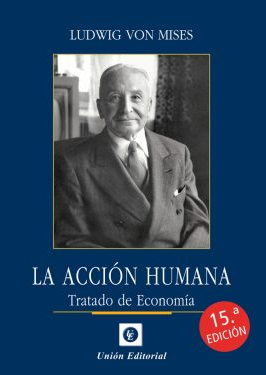 LUDWIG VON MISES
LA ACCIÓN HUMANA
Tratado de Economía
15.ª
EDICIÓN
Unión Editorial